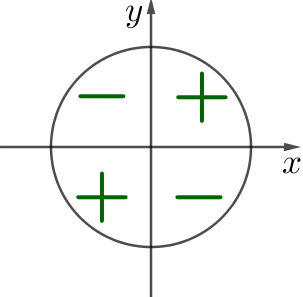 y
− +
x
+ −